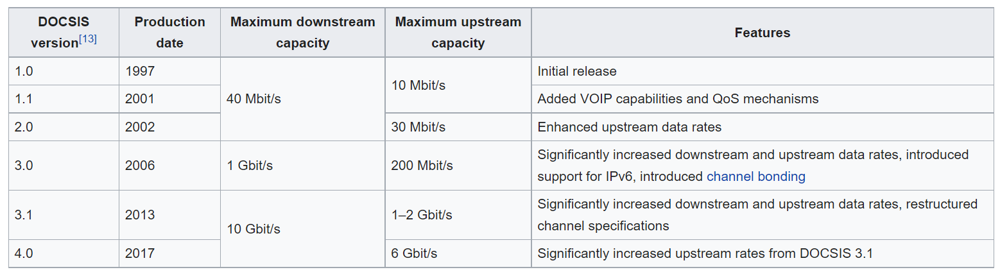 DOCSIS version[13] Production date Maximum downstream capacity Maximum upstream capacity Features
1.0 1997 40 Mbit/s 10 Mbit/s Initial release
1.1 2001 Added VOIP capabilities and QoS mechanisms
2.0 2002 30 Mbit/s Enhanced upstream data rates
3.0 2006 1 Gbit/s 200 Mbit/s Significantly increased downstream and upstream data rates, introduced
support for IPv6, introduced channel bonding
3.1 2013 10 Gbit/s 1–2 Gbit/s Significantly increased downstream and upstream data rates, restructured
channel specifications
4.0 2017 6 Gbit/s Significantly increased upstream rates from DOCSIS 3.1